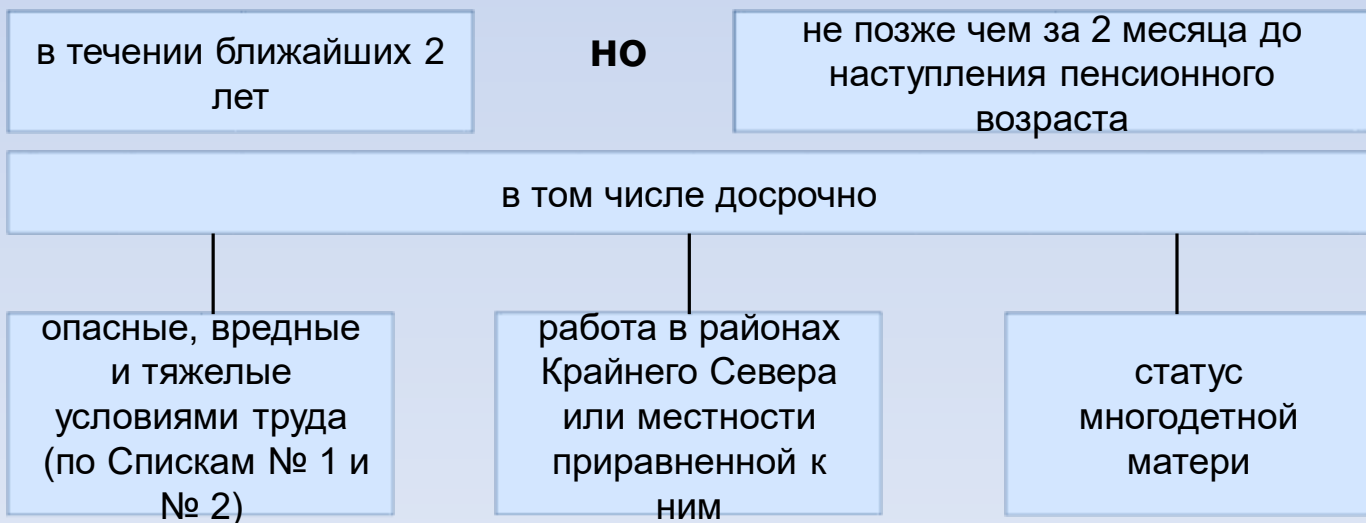 в течении ближайших 2
лет
но
не позже чем за 2 месяца до
наступления пенсионного
возраста
в том числе досрочно
опасные, вредные
и тяжелые
условиями труда
(по Спискам № 1 и
№ 2)
работа в районах
Крайнего Севера
или местности
приравненной к
ним
статус
многодетной
матери